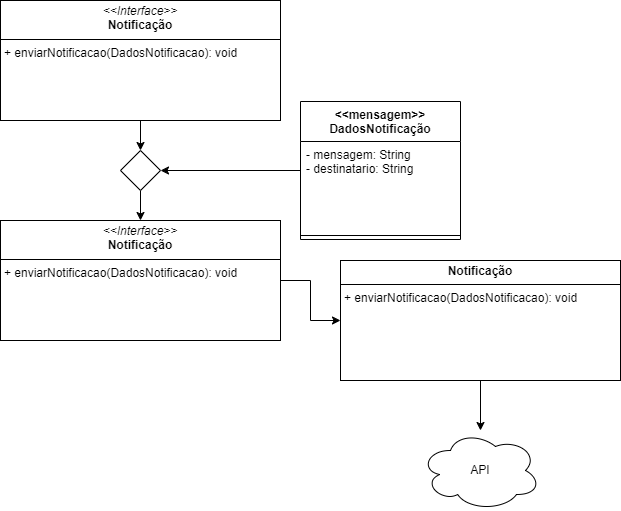 <<Interface>>
Notificação
+ enviarNotificacao(DadosNotificacao): void
<<mensagem>>
DadosNotificação
- mensagem: String
- destinatario: String
<<Interface>>
Notificação
+ enviarNotificacao(DadosNotificacao): void
Notificação
+ enviarNotificacao(DadosNotificacao): void
API